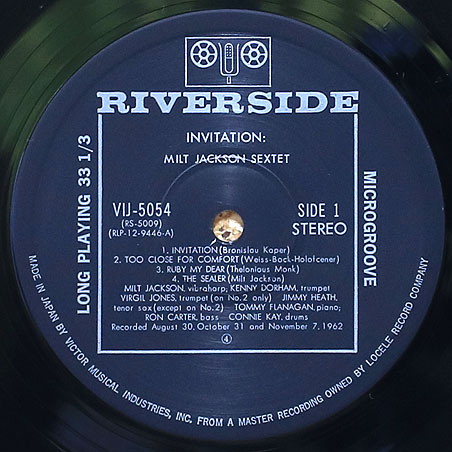 RIVERSIDE
INVITATION:
MILT JACKSON SEXTET
LONG PLAYING 33 1/3
MICROGROOVE
VIJ-5054
(RS-5009)
(RLP-12-9446-A)
SIDE 1
STEREO
1. INVITATION (Bronislau Kaper)
2. TOO CLOSE FOR COMFORT (Weiss-Bock-Holofcener)
3. RUBY MY DEAR (Thelonious Monk)
4. THE SEALER (Milt Jackson)
MILT JACKSON, vibraharp; KENNY DORHAM, trumpet
VIRGIL JONES, trumpet (on No.2 only) JIMMY HEATH,
tenor sax (except on No.2) TOMMY FLANAGAN, piano;
RON CARTER, bass CONNIE KAY, drums
Recorded August 30, October 31 and November 7, 1962
4
MADE IN JAPAN BY VICTOR MUSICAL INDUSTRIES, INC. FROM A MASTER RECORDING OWNED BY LOCELE RECORD COMPANY